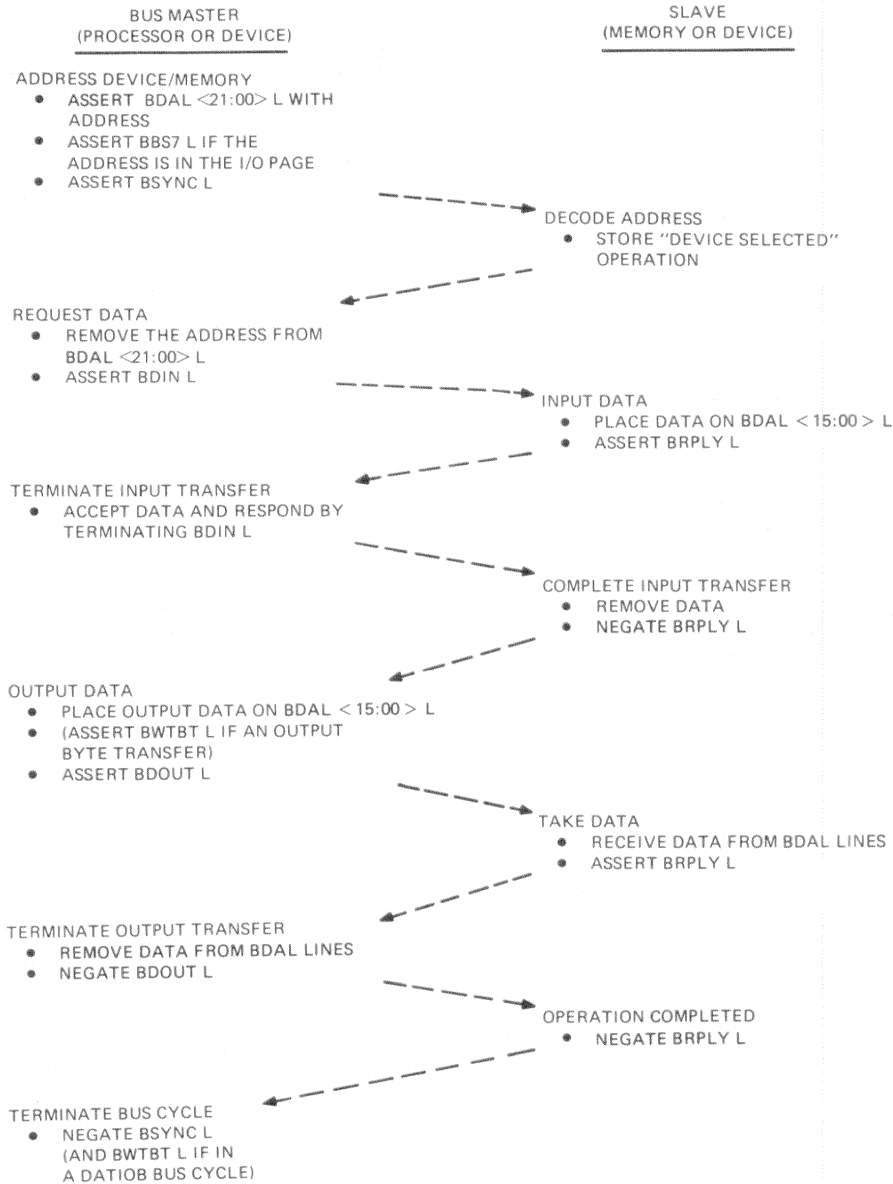 BUS MASTER
(PROCESSOR OR DEVICE)
SLAVE
(MEMORY OR DEVICE)
ADDRESS DEVICE/MEMORY
• ASSERT BDAL <21:00> L WITH
ADDRESS
• ASSERT BBS7 L IF THE
ADDRESS IS IN THE I/O PAGE
• ASSERT BSYNC L
DECODE ADDRESS
• STORE "DEVICE SELECTED"
OPERATION
REQUEST DATA
• REMOVE THE ADDRESS FROM
BDAL <21:00> L
• ASSERT BDIN L
INPUT DATA
• PLACE DATA ON BDAL < 15:00 > L
• ASSERT BRPLY L
TERMINATE INPUT TRANSFER
• ACCEPT DATA AND RESPOND BY
TERMINATING BDIN L
COMPLETE INPUT TRANSFER
• REMOVE DATA
• NEGATE BRPLY L
OUTPUT DATA
• PLACE OUTPUT DATA ON BDAL < 15:00 > L
• (ASSERT BWTBT L IF AN OUTPUT
BYTE TRANSFER)
• ASSERT BDOUT L
TAKE DATA
• RECEIVE DATA FROM BDAL LINES
• ASSERT BRPLY L
TERMINATE OUTPUT TRANSFER
• REMOVE DATA FROM BDAL LINES
• NEGATE BDOUT L
OPERATION COMPLETED
• NEGATE BRPLY L
TERMINATE BUS CYCLE
• NEGATE BSYNC L
(AND BWTBT L IF IN
A DATIOB BUS CYCLE)